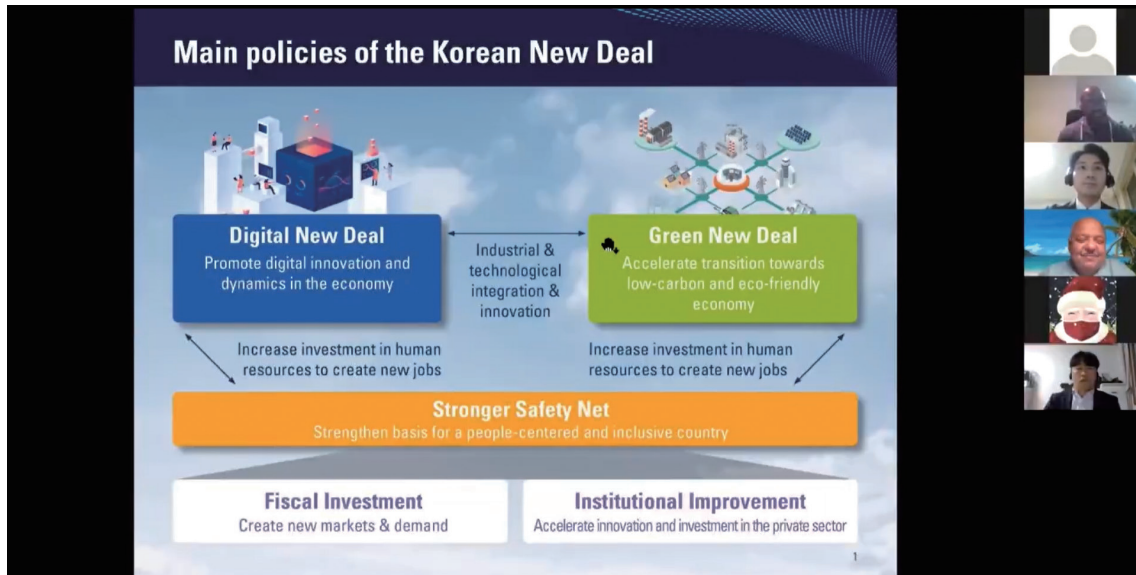 Main policies of the Korean New Deal
Digital New Deal
Promote digital innovation and
dynamics in the economy
Industrial &
technological
integration &
innovation
Green New Deal
Accelerate transition towards
low-carbon and eco-friendly
economy
Increase investment in human
resources to create new jobs
Increase investment in human
resources to create new jobs
Stronger Safety Net
Strengthen basis for a people-centered and inclusive country
Fiscal Investment
Create new markets & demand
Institutional Improvement
Accelerate innovation and investment in the private sector
1